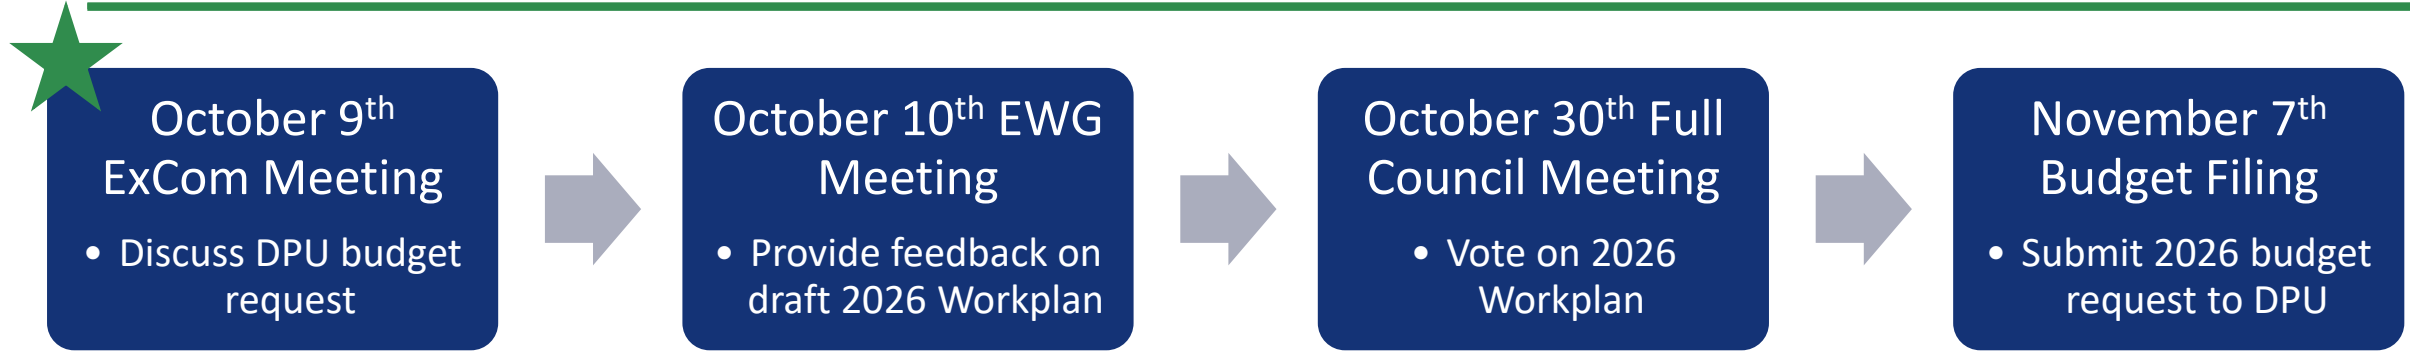 October 9th
ExCom Meeting
• Discuss DPU budget
request
October 10th EWG
Meeting
• Provide feedback on
draft 2026 Workplan
October 30th Full
Council Meeting
• Vote on 2026
Workplan
November 7th
Budget Filing
• Submit 2026 budget
request to DPU